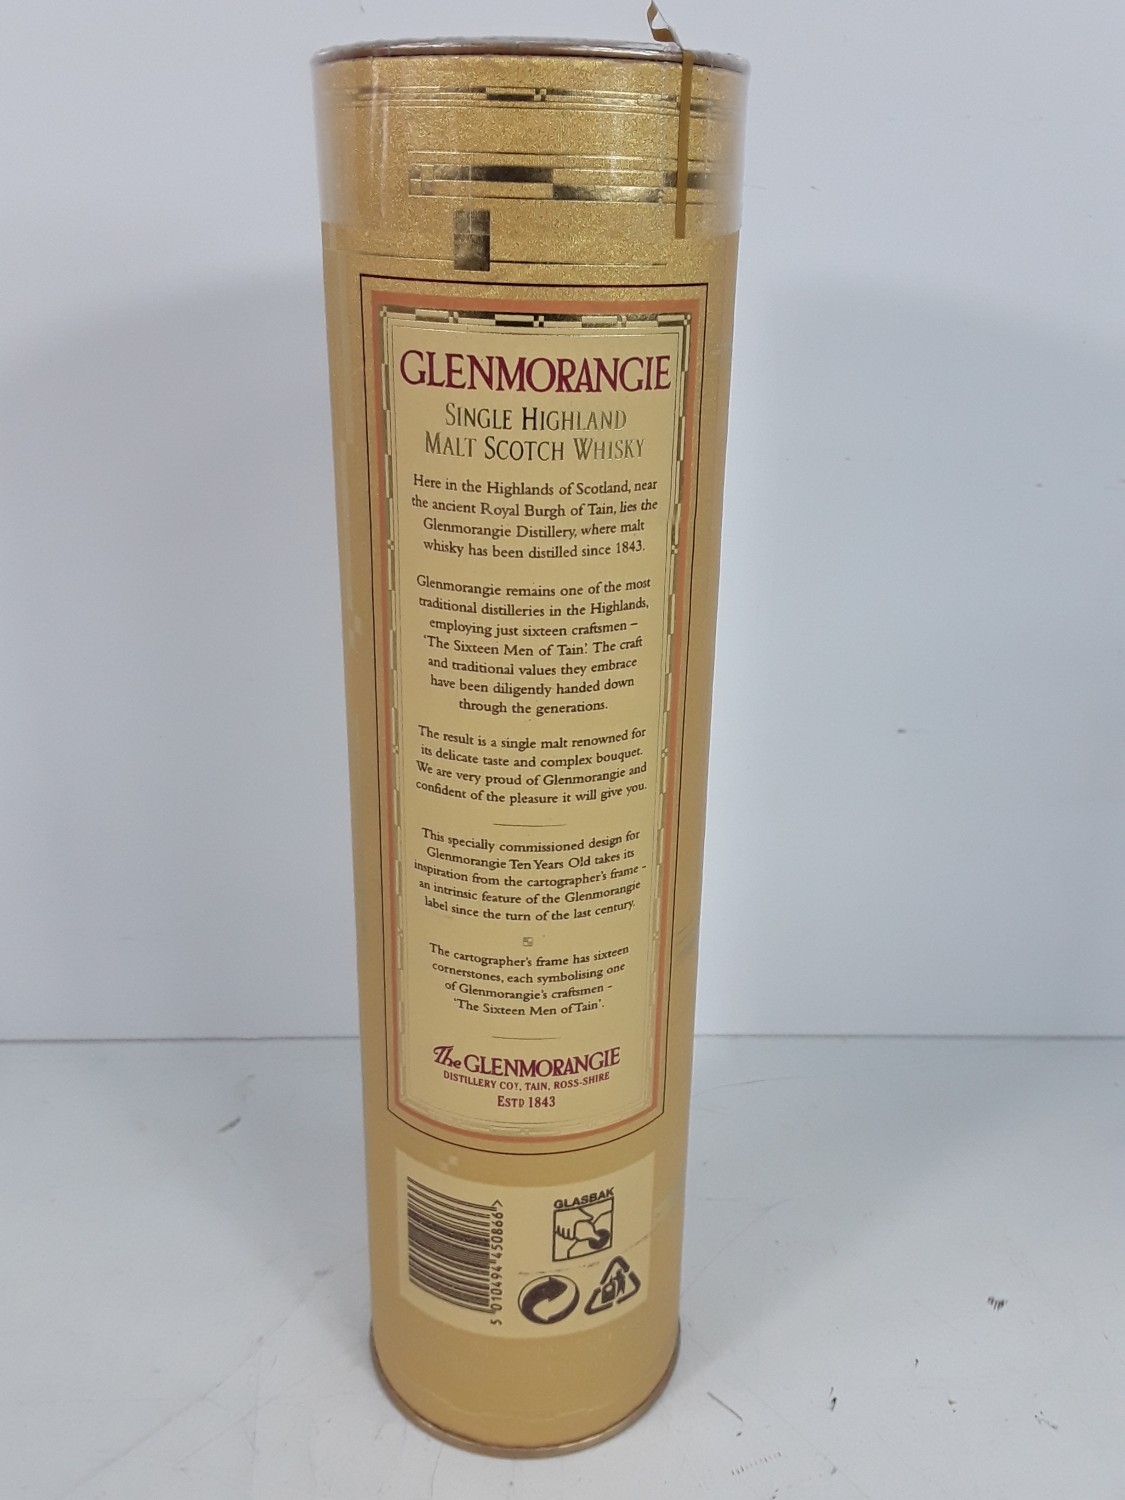 GLENMORANGIE
SINGLE HIGHLAND
MALT SCOTCH WHISKY
Here in the Highlands of Scotland, near
the ancient Royal Burgh of Tain, lies the
Glenmorangie Distillery, where malt
whisky has been distilled since 1843.
Glenmorangie remains one of the most
traditional distilleries in the Highlands,
employing just sixteen craftsmen –
'The Sixteen Men of Tain'. The craft
and traditional values they embrace
have been diligently handed down
through the generations.
The result is a single malt renowned for
its delicate taste and complex bouquet.
We are very proud of Glenmorangie and
confident of the pleasure it will give you.
This specially commissioned design for
Glenmorangie Ten Years Old takes its
inspiration from the cartographer's frame -
an intrinsic feature of the Glenmorangie
label since the turn of the last century.
The cartographer's frame has sixteen
cornerstones, each symbolising one
of Glenmorangie's craftsmen –
'The Sixteen Men of Tain'.
The GLENMORANGIE
DISTILLERY COY, TAIN, ROSS-SHIRE
ESTD 1843
5 010494 450866 >
GLASBAK